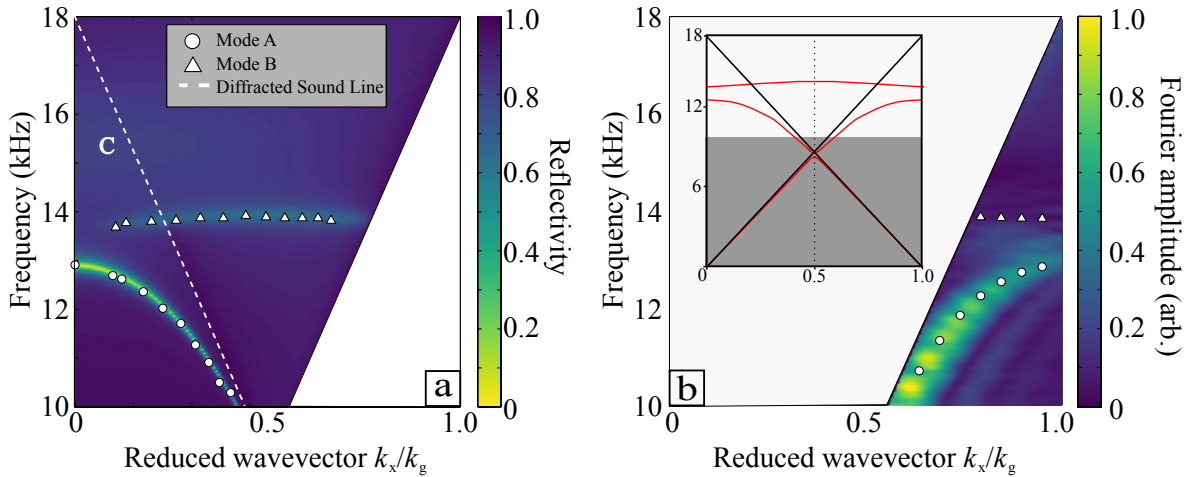 18
16
14
12
10
Frequency (kHz)
Mode A
Mode B
Diffracted Sound Line
C
a
0
0.5
1.0
Reduced wavevector kx/kg
1.0
0.8
0.6
0.4
0.2
0
Reflectivity
18
16
14
12
10
Frequency (kHz)
18
12
6
0
0.5
1.0
b
0
0.5
1.0
Reduced wavevector kx/kg
1.0
0.8
0.6
0.4
0.2
0
Fourier amplitude (arb.)